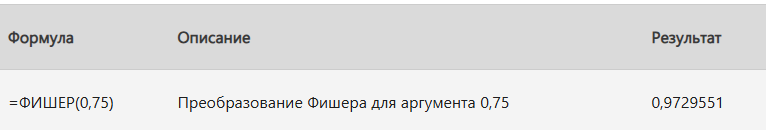 Формула Описание Результат
=ФИШЕР(0,75) Преобразование Фишера для аргумента 0,75 0,9729551